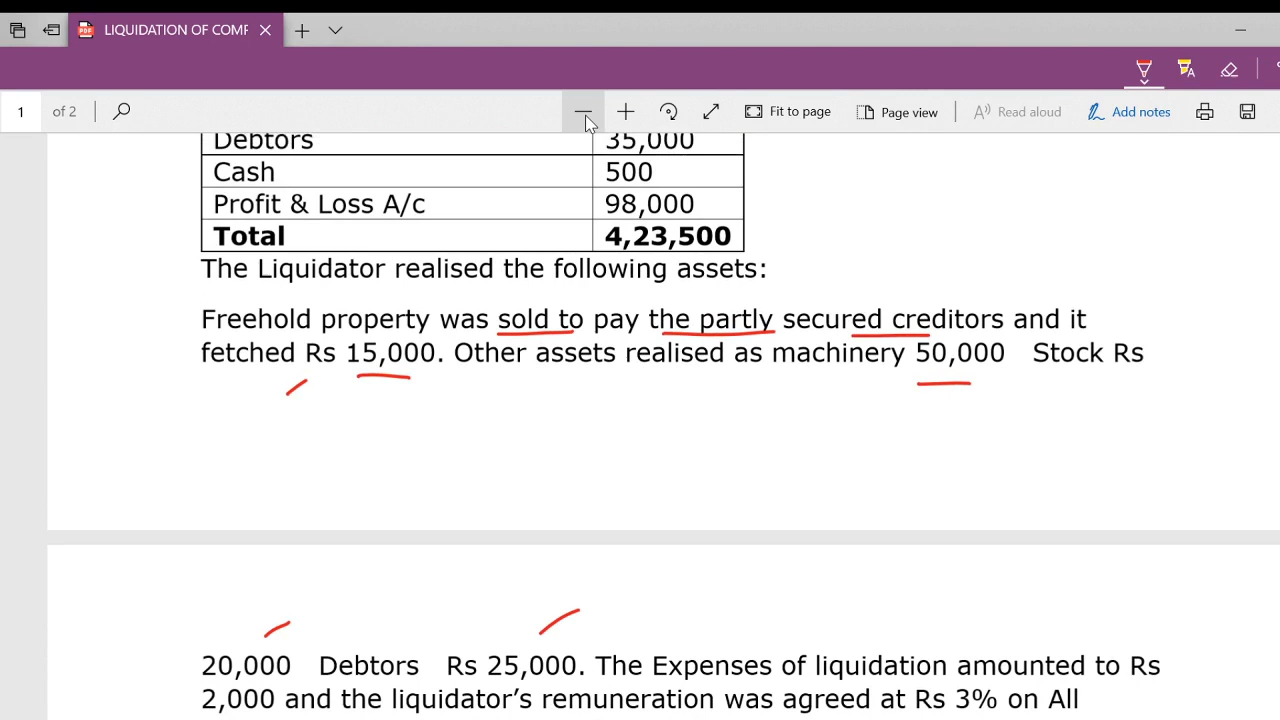 LIQUIDATION OF COMP
1 of 2 Fit to page Page view Read aloud Add notes
Debtors 35,000
Cash 500
Profit & Loss A/c 98,000
Total 4,23,500
The Liquidator realised the following assets:
Freehold property was sold to pay the partly secured creditors and it
fetched Rs 15,000. Other assets realised as machinery 50,000 Stock Rs
20,000 Debtors Rs 25,000. The Expenses of liquidation amounted to Rs
2,000 and the liquidator’s remuneration was agreed at Rs 3% on All